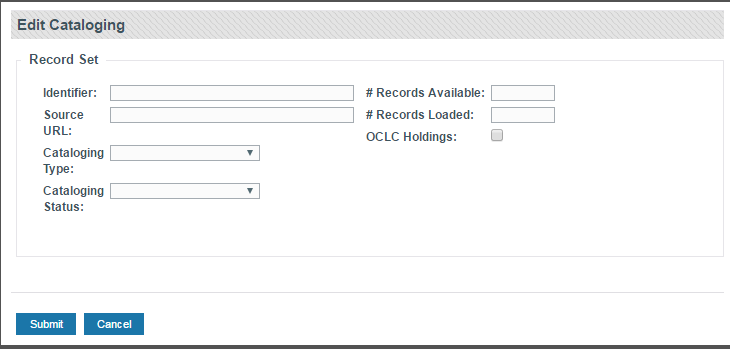 Edit Cataloging
Record Set
Identifier:
Source
URL:
Cataloging
Type:
Cataloging
Status:
# Records Available:
# Records Loaded:
OCLC Holdings:
Submit
Cancel